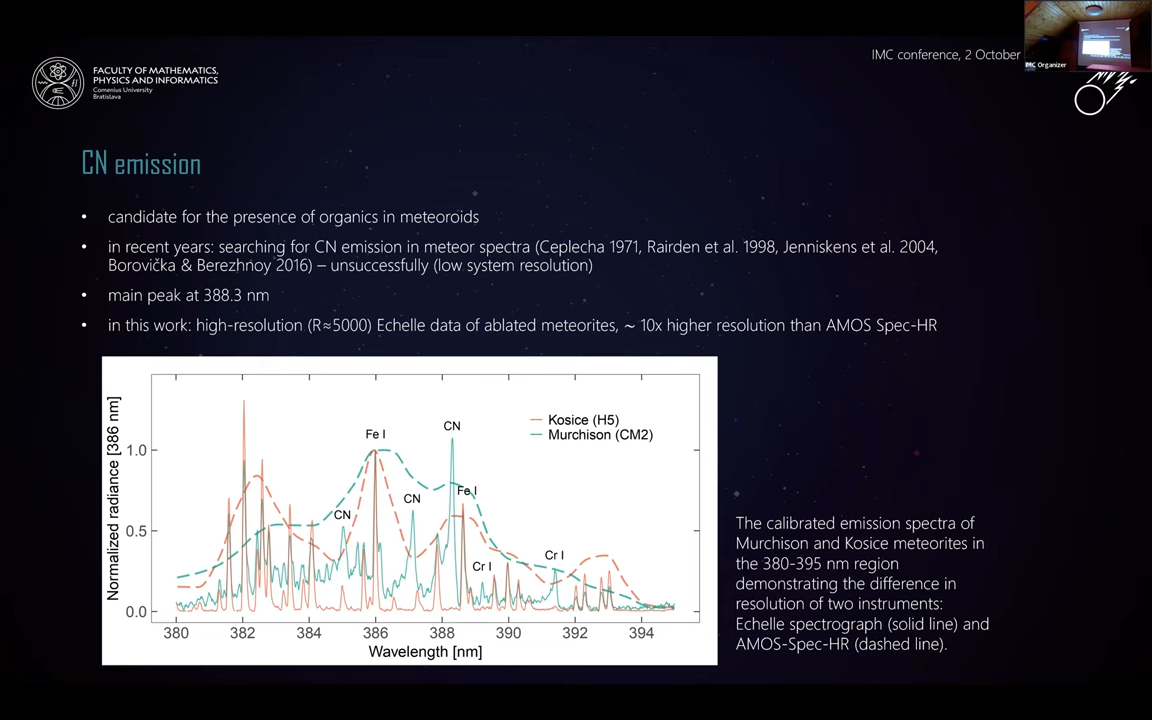 IMC conference, 2 October
IMC Organizer
FACULTY OF MATHEMATICS,
PHYSICS AND INFORMATICS
Comenius University
Bratislava
CN emission
• candidate for the presence of organics in meteoroids
• in recent years: searching for CN emission in meteor spectra (Ceplecha 1971, Rairden et al. 1998, Jenniskens et al. 2004,
Borovička & Berezhnoy 2016) – unsuccessfully (low system resolution)
• main peak at 388.3 nm
• in this work: high-resolution (R≈5000) Echelle data of ablated meteorites, ~ 10x higher resolution than AMOS Spec-HR
Normalized radiance [386 nm]
1.0
0.5
0.0
Kosice (H5)
Murchison (CM2)
Fe I
CN
Fe I
CN
CN
Cr I
Cr I
380 382 384 386 388 390 392 394
Wavelength [nm]
The calibrated emission spectra of
Murchison and Kosice meteorites in
the 380-395 nm region
demonstrating the difference in
resolution of two instruments:
Echelle spectrograph (solid line) and
AMOS-Spec-HR (dashed line).